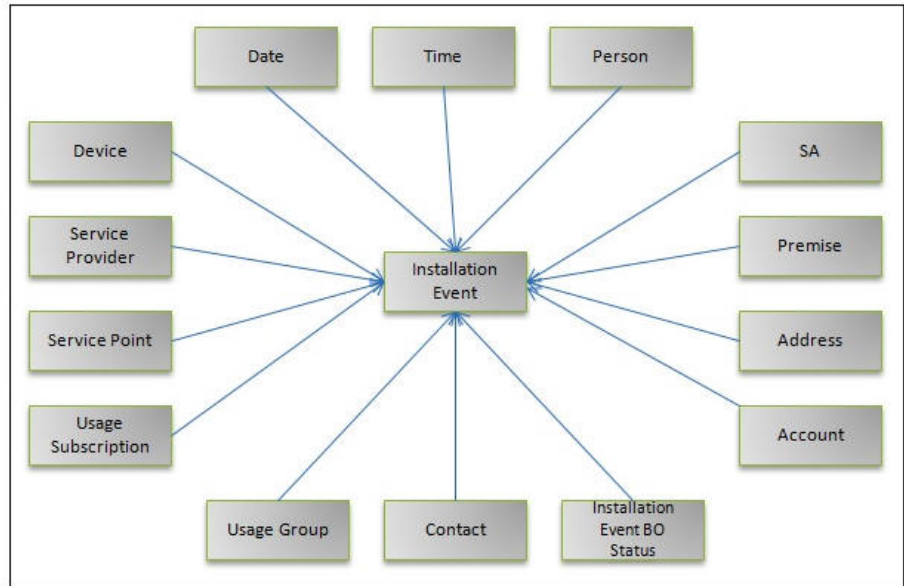 Date
Time
Person
Device
SA
Service
Provider
Premise
Installation
Event
Service Point
Address
Usage
Subscription
Account
Usage Group
Contact
Installation
Event BO
Status